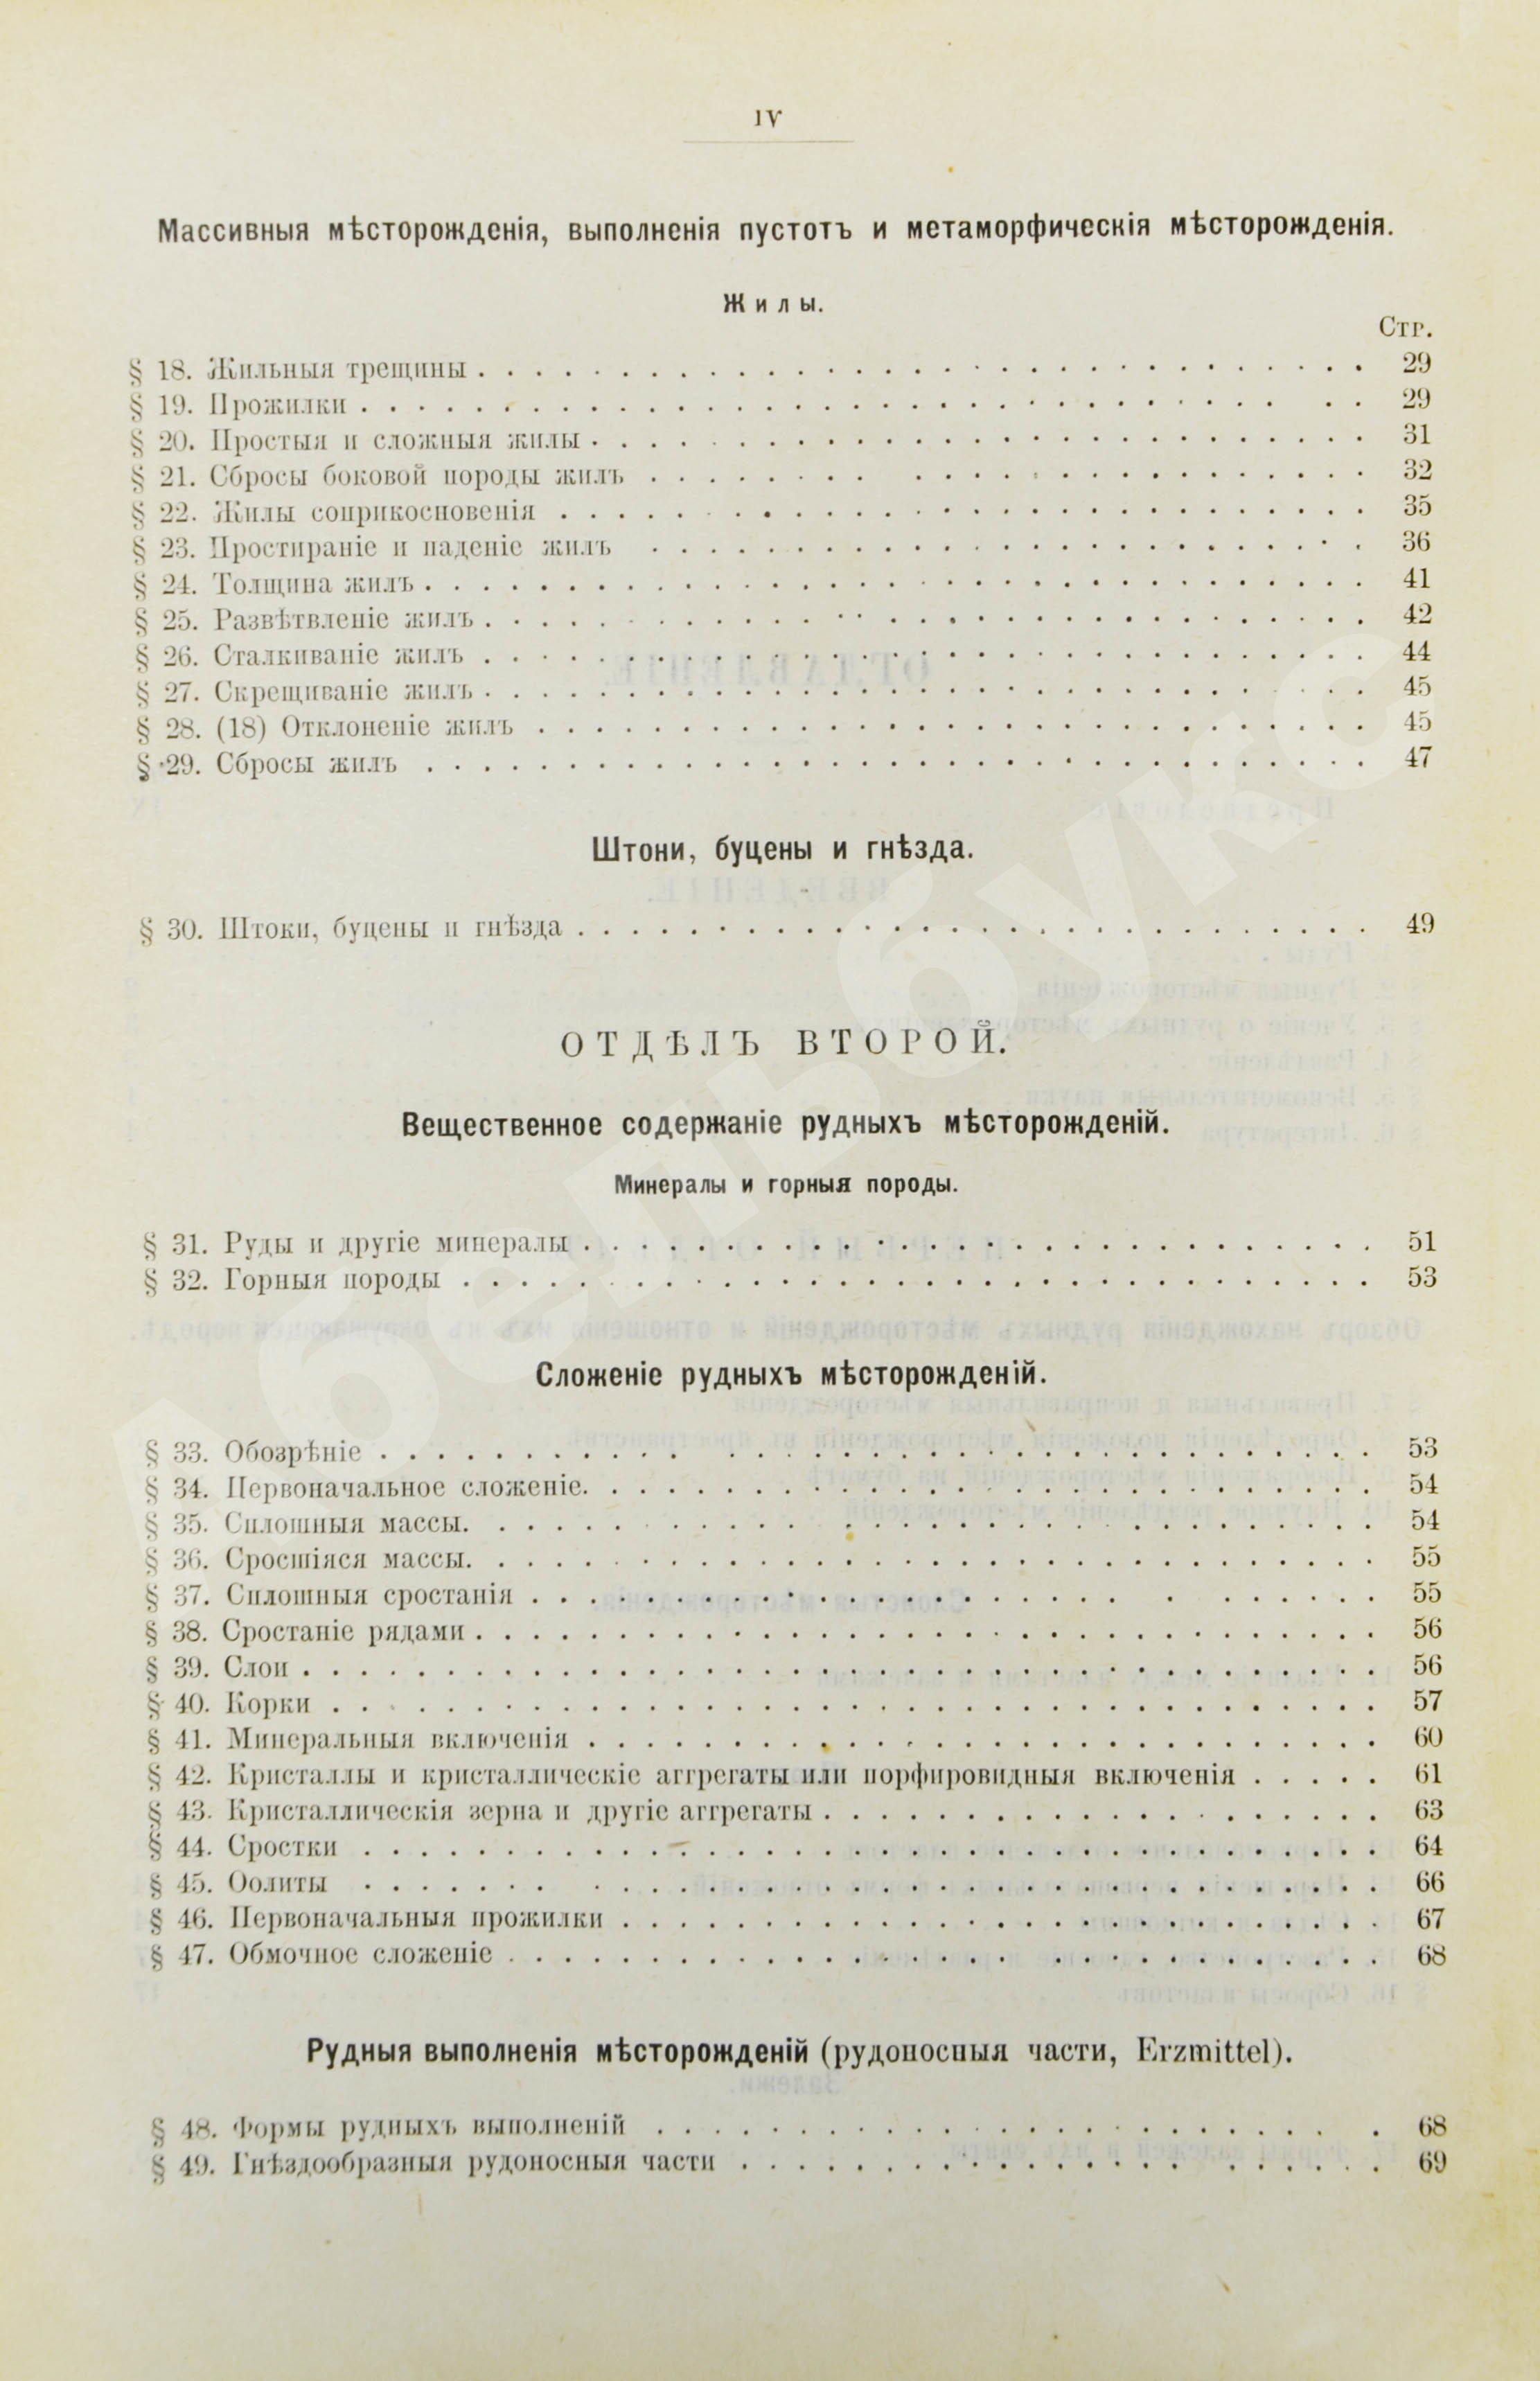 IV
Массивныя мѣсторожденія, выполненія пустотъ и метаморфическія мѣсторожденія.
Жилы.
Стр.
§ 18. Жильныя трещины . . . . . . . . . . 29
§ 19. Прожилки . . . . . . . . . . 29
§ 20. Простыя и сложныя жилы . . . . . . . . . . 31
§ 21. Сбросы боковой породы жилъ . . . . . . . . . . 32
§ 22. Жилы соприкосновенія . . . . . . . . . . 35
§ 23. Простираніе и паденіе жилъ . . . . . . . . . . 36
§ 24. Толщина жилъ . . . . . . . . . . 41
§ 25. Развѣтвленіе жилъ . . . . . . . . . . 42
§ 26. Сталкиваніе жилъ . . . . . . . . . . 44
§ 27. Скрещиваніе жилъ . . . . . . . . . . 45
§ 28. (18) Отклоненіе жилъ . . . . . . . . . . 45
§ 29. Сбросы жилъ . . . . . . . . . . 47
Штони, буцены и гнѣзда.
§ 30. Штоки, буцены и гнѣзда . . . . . . . . . . 49
ОТДѢЛЪ ВТОРОЙ.
Вещественное содержаніе рудныхъ мѣсторожденій.
Минералы и горныя породы.
§ 31. Руды и другіе минералы . . . . . . . . . . 51
§ 32. Горныя породы . . . . . . . . . . 53
Сложеніе рудныхъ мѣсторожденій.
§ 33. Обозрѣніе . . . . . . . . . . 53
§ 34. Первоначальное сложеніе. . . . . . . . . . 54
§ 35. Сплошныя массы. . . . . . . . . . 54
§ 36. Сросшіяся массы. . . . . . . . . . 55
§ 37. Сплошныя сростанія . . . . . . . . . . 55
§ 38. Сростаніе рядами . . . . . . . . . . 56
§ 39. Слои . . . . . . . . . . 56
§ 40. Корки . . . . . . . . . . 57
§ 41. Минеральныя включенія . . . . . . . . . . 60
§ 42. Кристаллы и кристаллическіе аггрегаты или порфировидныя включенія . . . . . 61
§ 43. Кристаллическія зерна и другіе аггрегаты . . . . . . . . . . 63
§ 44. Сростки . . . . . . . . . . 64
§ 45. Оолиты . . . . . . . . . . 66
§ 46. Первоначальныя прожилки . . . . . . . . . . 67
§ 47. Обмочное сложеніе . . . . . . . . . . 68
Рудныя выполненія мѣсторожденій (рудоносныя части, Erzmittel).
§ 48. Формы рудныхъ выполненій . . . . . . . . . . 68
§ 49. Гнѣздообразныя рудоносныя части . . . . . . . . . . 69